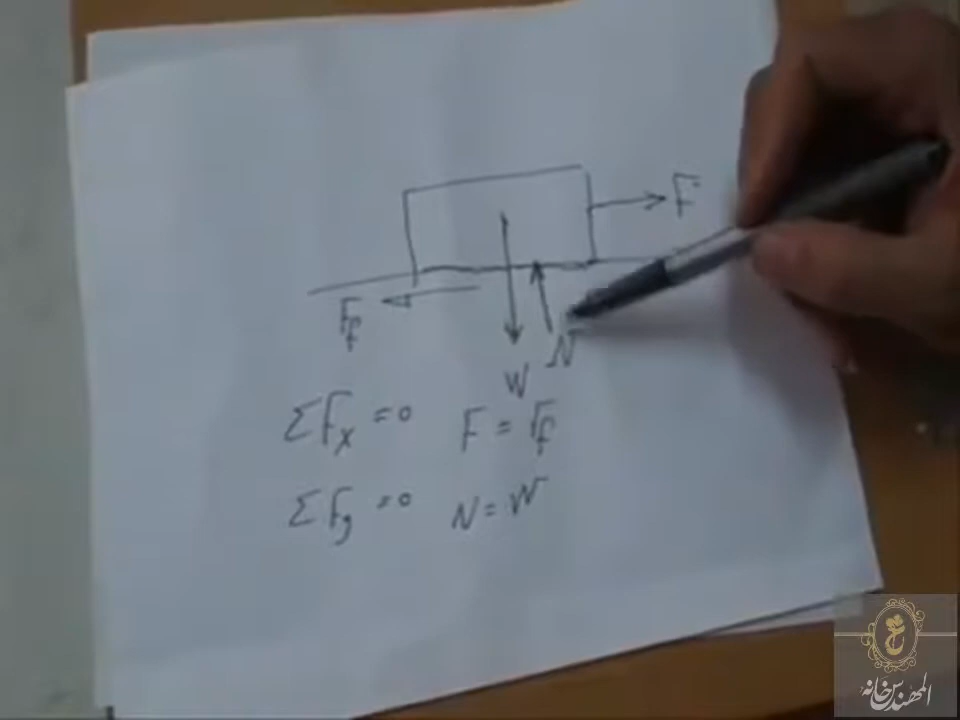 F
Ff
N
W
ΣFx = 0 F = Ff
ΣFy = 0 N = W
المهندس خانة